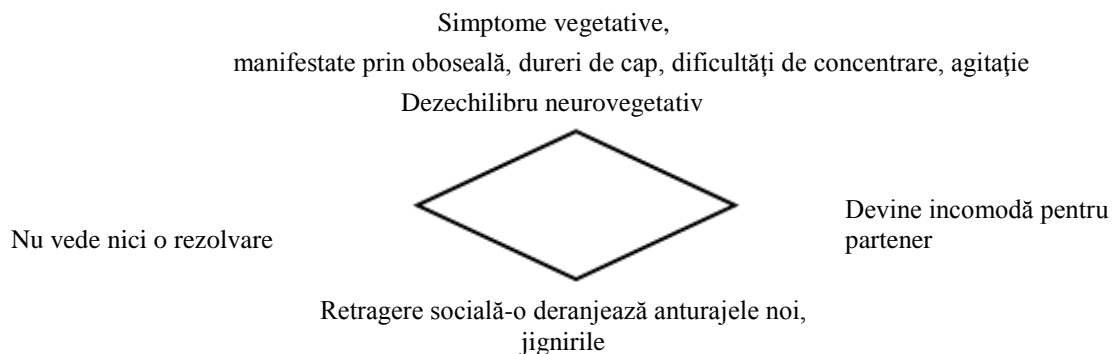 Simptome vegetative,
manifestate prin oboseală, dureri de cap, dificultăţi de concentrare, agitaţie
Dezechilibru neurovegetativ
Nu vede nici o rezolvare
Devine incomodă pentru
partener
Retragere socială-o deranjează anturajele noi,
jignirile